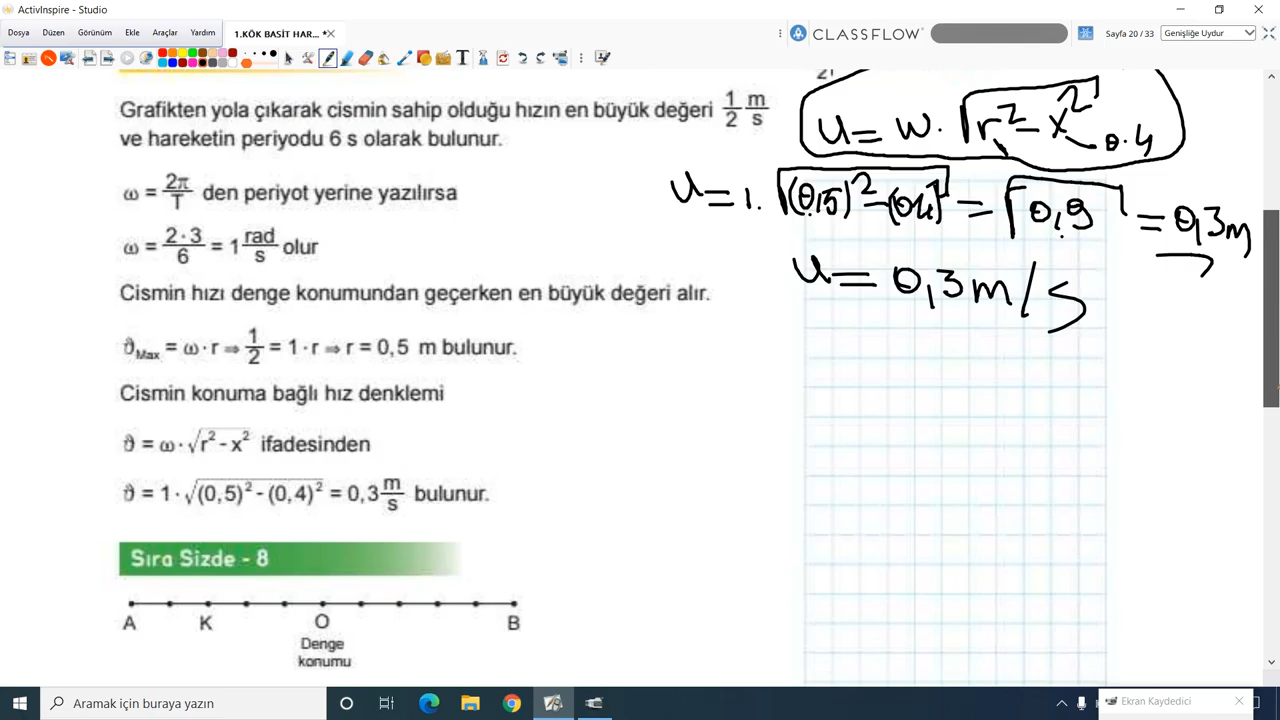 ActivInspire - Studio
Dosya Düzen Görünüm Ekle Araçlar Yardım
1.KÖK BASİT HAR... *
CLASSFLOW
Sayfa 20 / 33
Genişliğe Uydur
Grafikten yola çıkarak cismin sahip olduğu hızın en büyük değeri 1/2 m/s
ve hareketin periyodu 6 s olarak bulunur.
ω = 2π/T den periyot yerine yazılırsa
ω = 2·3/6 = 1 rad/s olur
Cismin hızı denge konumundan geçerken en büyük değeri alır.
ϑMax = ω·r ⇒ 1/2 = 1·r ⇒ r = 0,5 m bulunur.
Cismin konuma bağlı hız denklemi
ϑ = ω·√r² - x² ifadesinden
ϑ = 1·√(0,5)² - (0,4)² = 0,3 m/s bulunur.
Sıra Sizde - 8
A K O B
Denge
konumu
u = w. √r² - x² 0.4
u = 1. √(0,5)² - (0,4)² = √0,9 = 0,3m
u = 0,3 m/s
Aramak için buraya yazın
Ekran Kaydedici